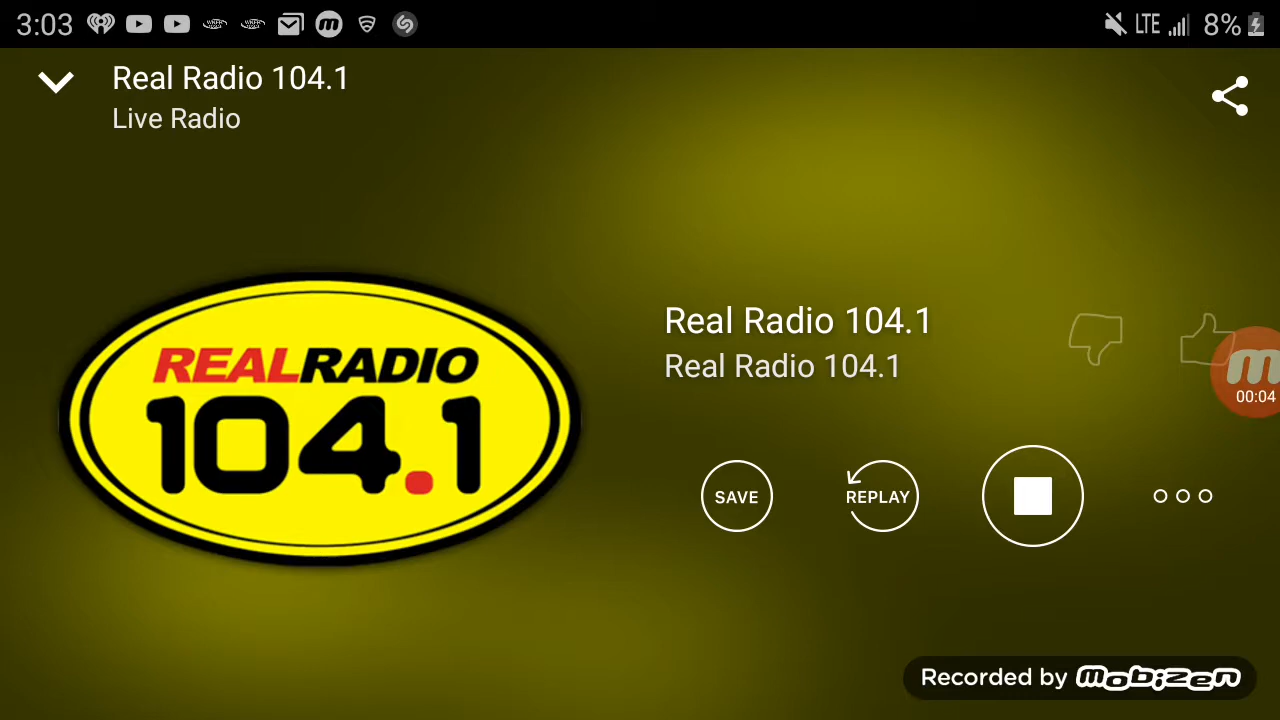 3:03
LTE
8%
Real Radio 104.1
Live Radio
REALRADIO
104.1
Real Radio 104.1
Real Radio 104.1
00:04
SAVE
REPLAY
Recorded by mobizen